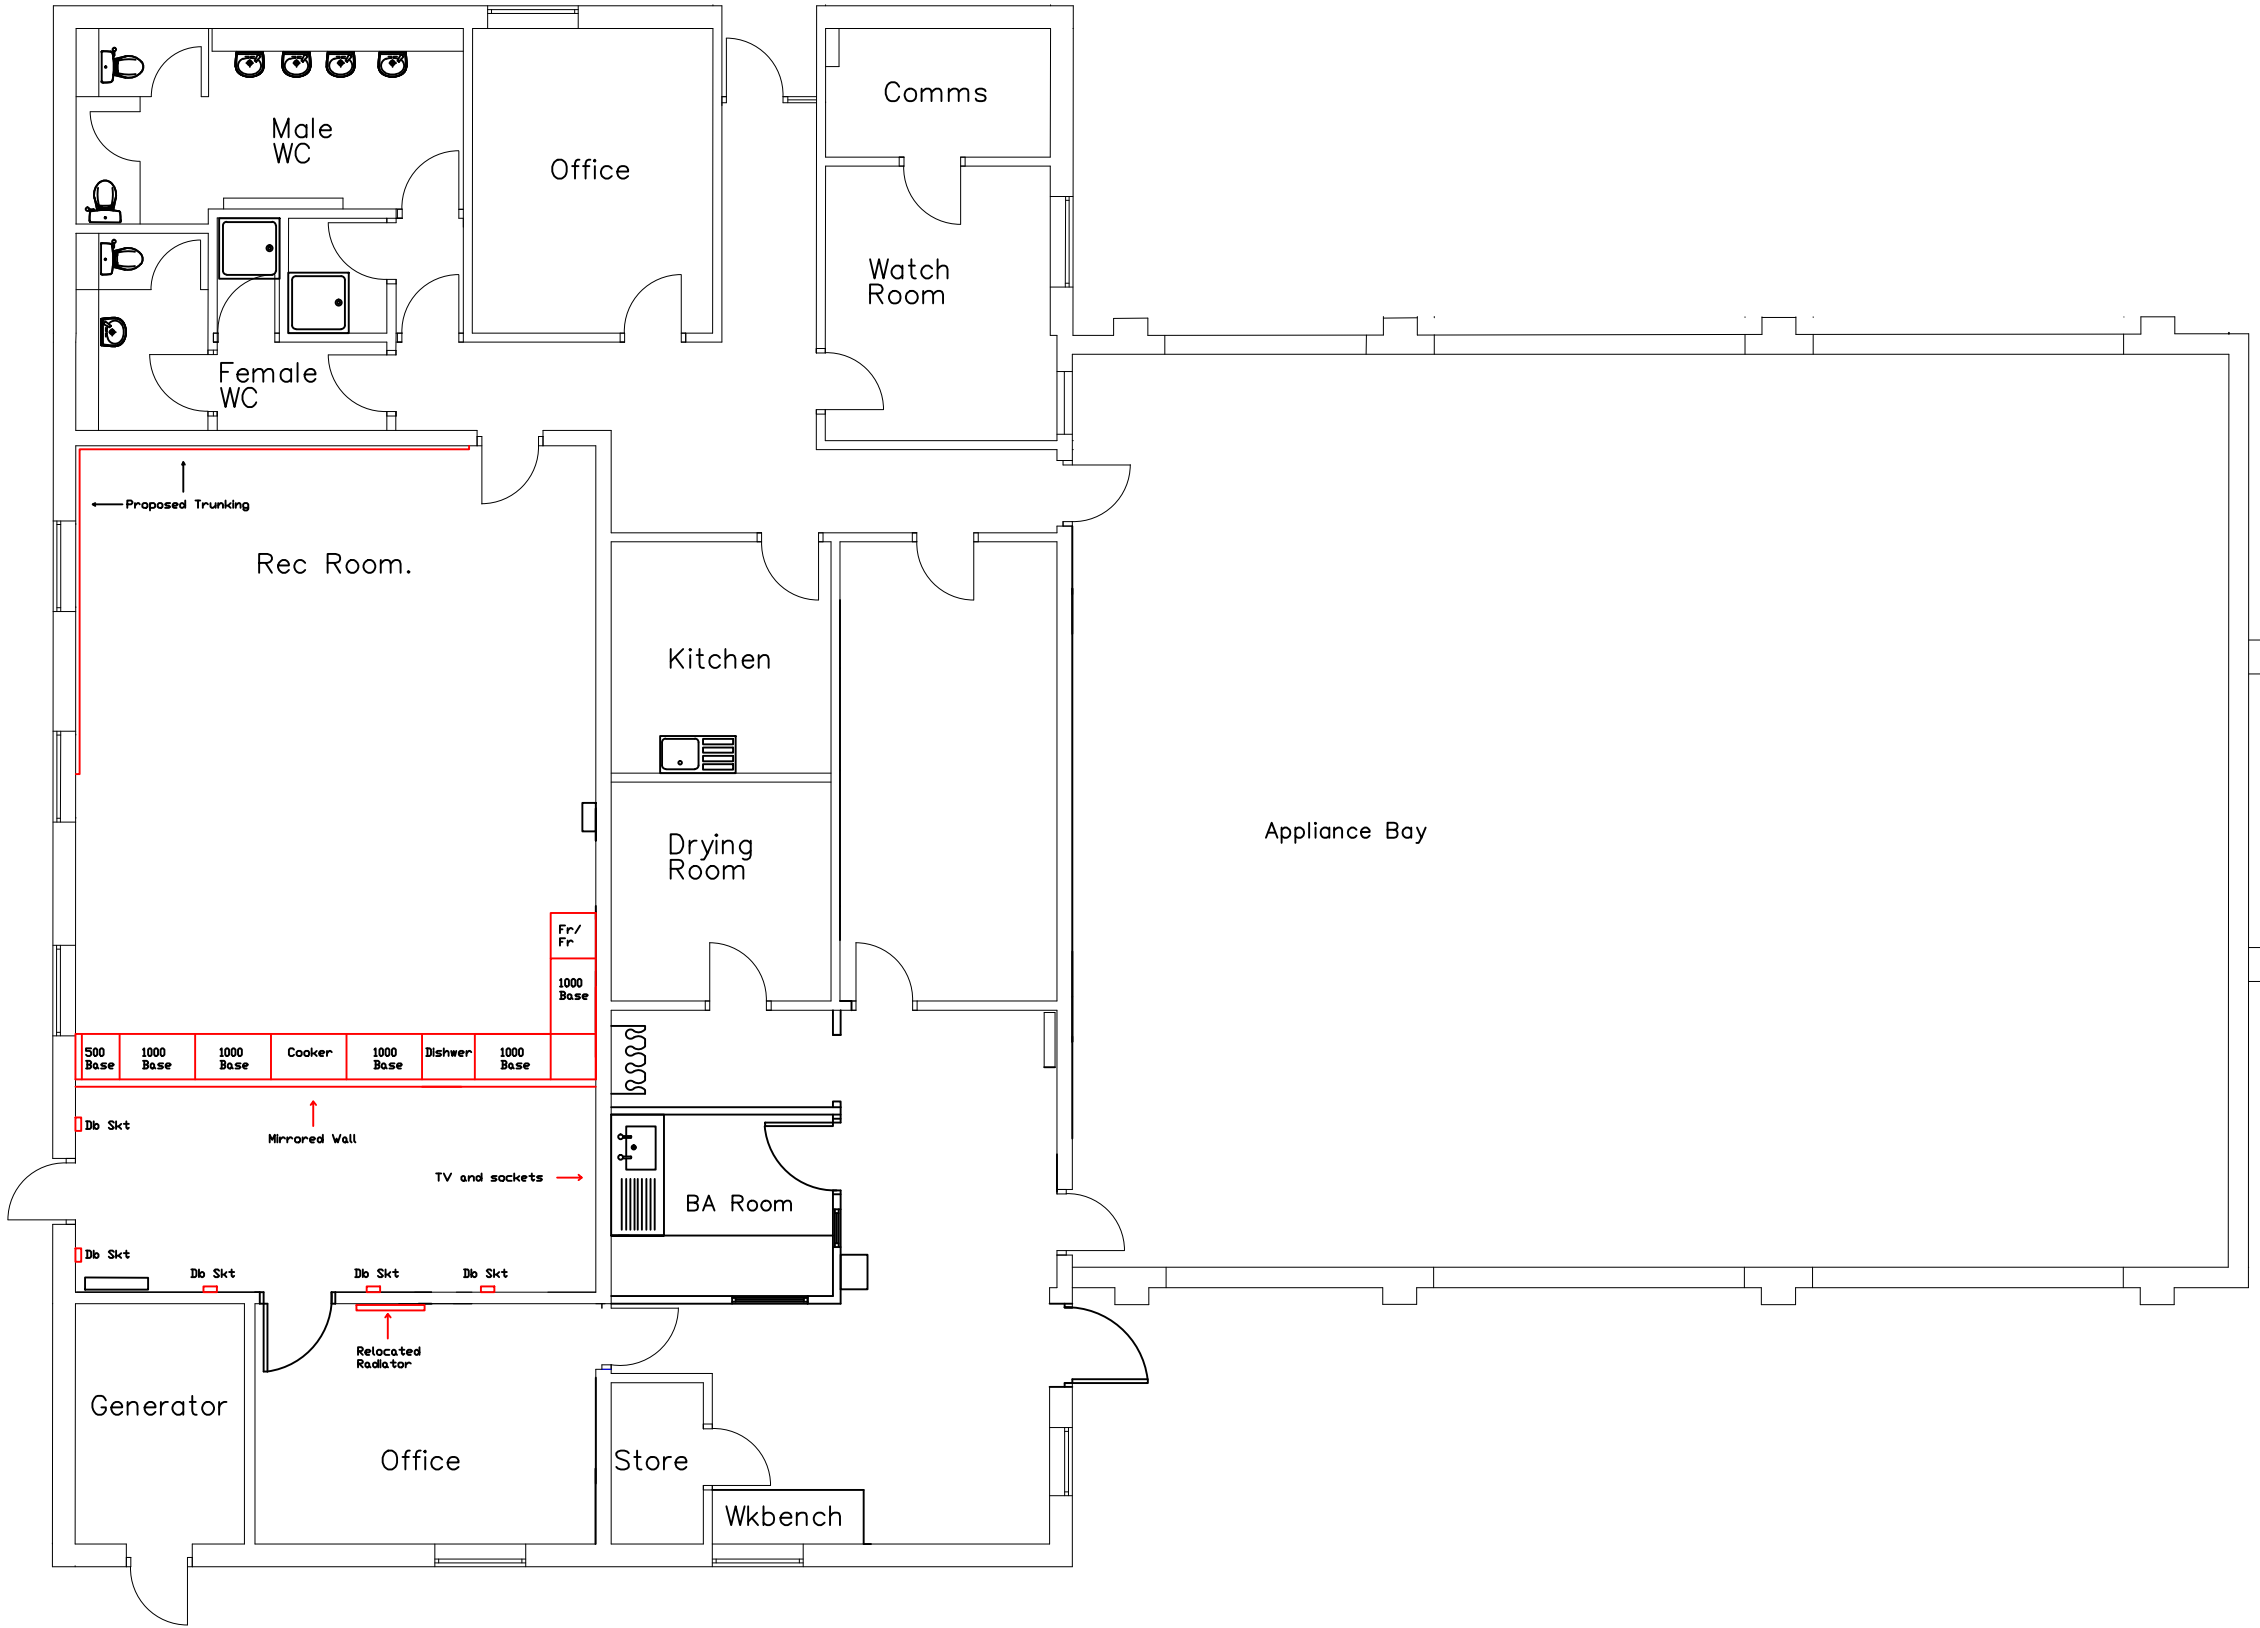 Comms
Male
WC
Office
Watch
Room
Female
WC
Proposed Trunking
Rec Room.
Kitchen
Appliance Bay
Drying
Room
Fr/
Fr
1000
Base
500
Base
1000
Base
1000
Base
Cooker
1000
Base
Dishwer
1000
Base
Db Skt
Mirrored Wall
TV and sockets
BA Room
Db Skt
Db Skt
Db Skt
Db Skt
Relocated
Radiator
Generator
Office
Store
Wkbench